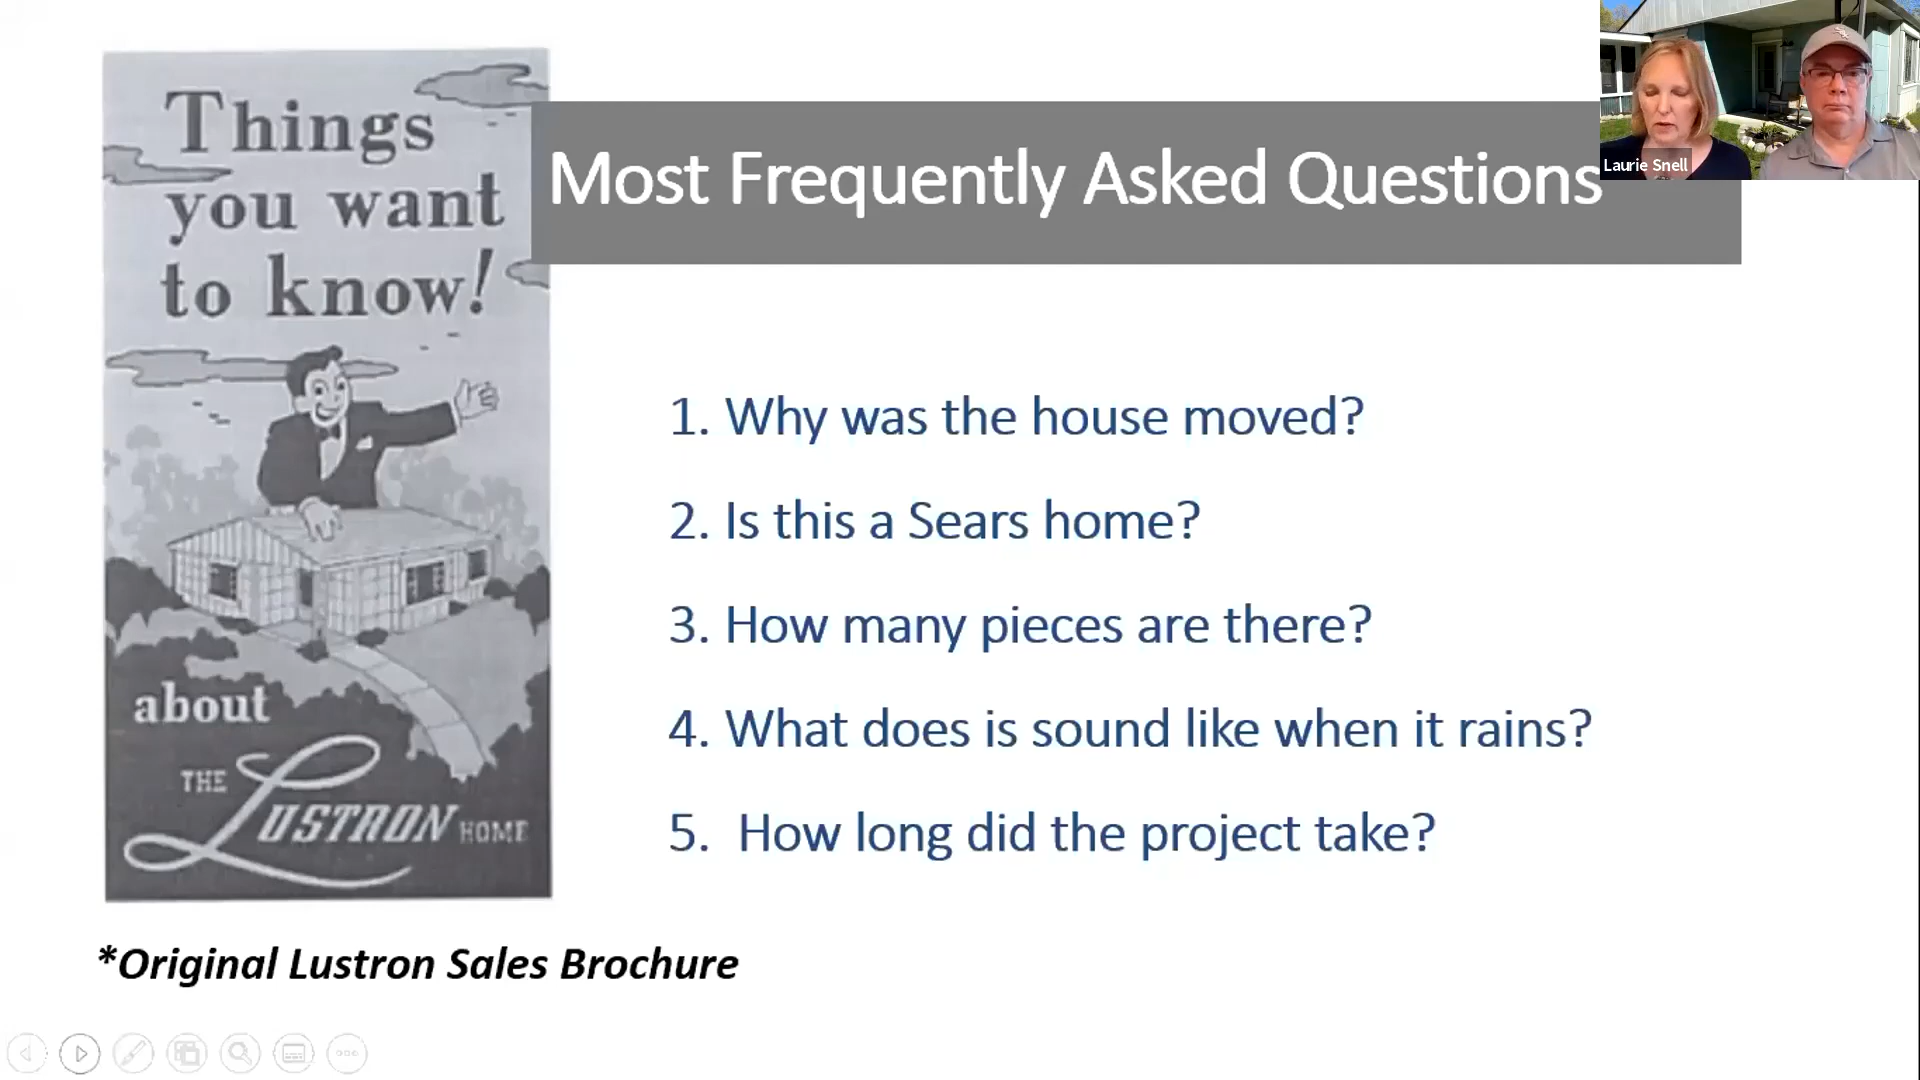 Things
you want
to know!
about
THE LUSTRON HOME
*Original Lustron Sales Brochure
Most Frequently Asked Questions
1. Why was the house moved?
2. Is this a Sears home?
3. How many pieces are there?
4. What does is sound like when it rains?
5. How long did the project take?
Laurie Snell